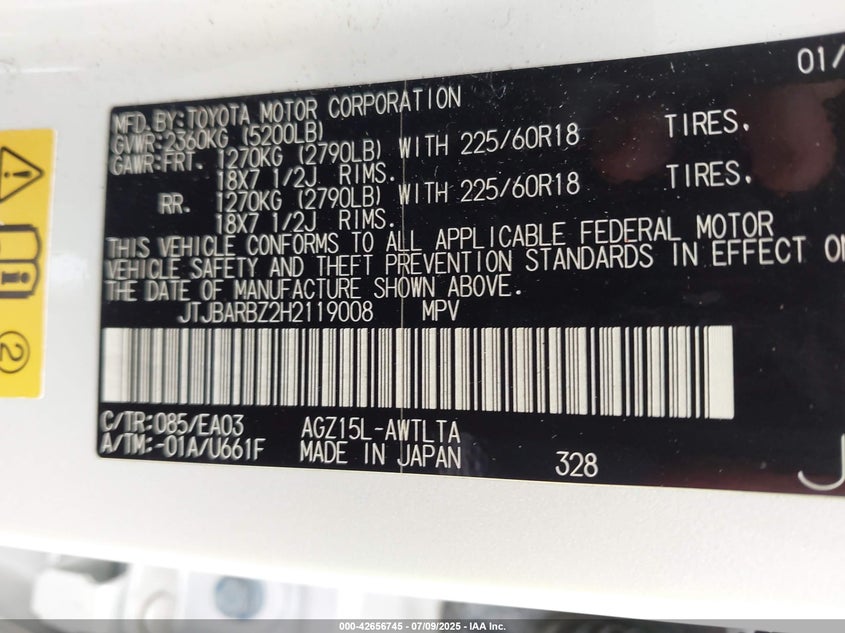 01/
MFD.BY:TOYOTA MOTOR CORPORATION
GVWR:2360KG (5200LB)
GAWR:FRT. 1270KG (2790LB) WITH 225/60R18 TIRES.
18X7 1/2J RIMS.
RR. 1270KG (2790LB) WITH 225/60R18 TIRES.
18X7 1/2J RIMS.
THIS VEHICLE CONFORMS TO ALL APPLICABLE FEDERAL MOTOR
VEHICLE SAFETY AND THEFT PREVENTION STANDARDS IN EFFECT ON
THE DATE OF MANUFACTURE SHOWN ABOVE.
JTJBARBZ2H2119008 MPV
C/TR:085/EA03 AGZ15L-AWTLTA
A/TM:-01A/U661F MADE IN JAPAN 328
J
2
000-42656745 - 07/09/2025 - IAA Inc.